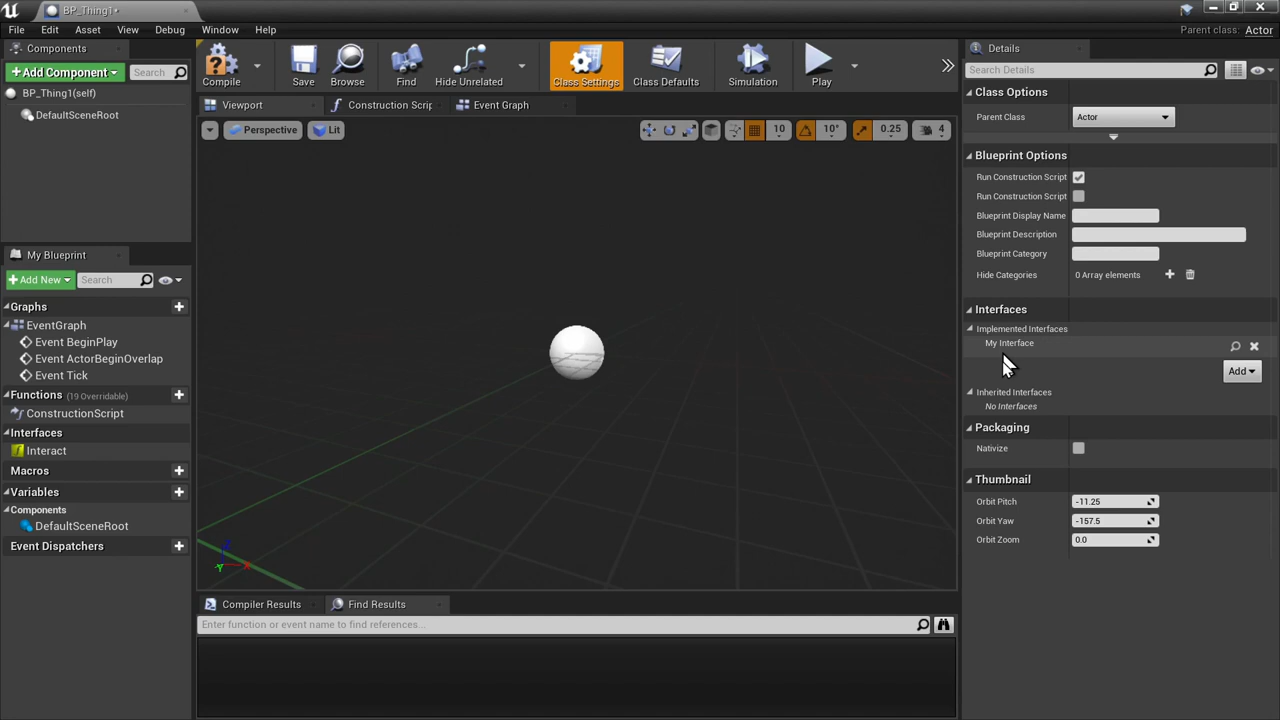 BP_Thing1*
File Edit Asset View Debug Window Help
Parent class: Actor
Components
+Add Component Search
BP_Thing1(self)
DefaultSceneRoot
Compile Save Browse Find Hide Unrelated Class Settings Class Defaults Simulation Play
Viewport Construction Scrip Event Graph
Perspective Lit
10 10° 0.25 4
My Blueprint
+Add New Search
Graphs
EventGraph
Event BeginPlay
Event ActorBeginOverlap
Event Tick
Functions (19 Overridable)
ConstructionScript
Interfaces
Interact
Macros
Variables
Components
DefaultSceneRoot
Event Dispatchers
Compiler Results Find Results
Enter function or event name to find references...
Details
Search Details
Class Options
Parent Class Actor
Blueprint Options
Run Construction Script
Run Construction Script
Blueprint Display Name
Blueprint Description
Blueprint Category
Hide Categories 0 Array elements
Interfaces
Implemented Interfaces
My Interface
Add
Inherited Interfaces
No Interfaces
Packaging
Nativize
Thumbnail
Orbit Pitch -11.25
Orbit Yaw -157.5
Orbit Zoom 0.0